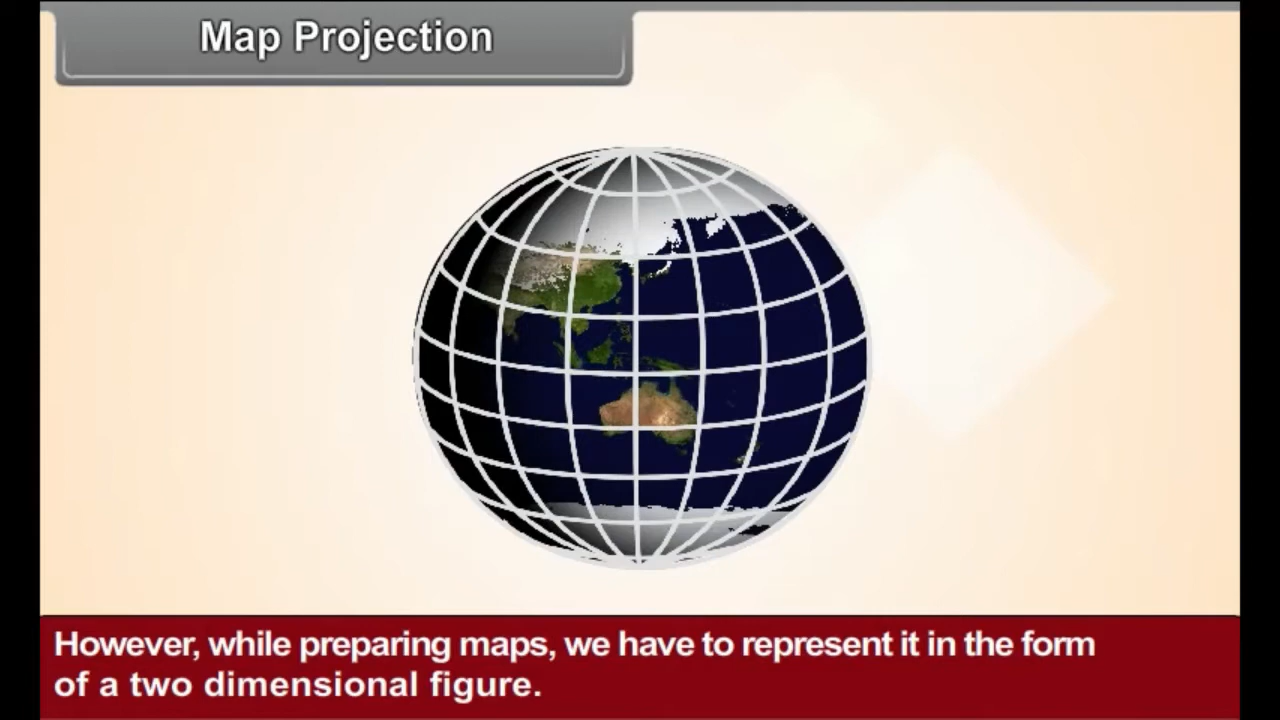 Map Projection
However, while preparing maps, we have to represent it in the form
of a two dimensional figure.